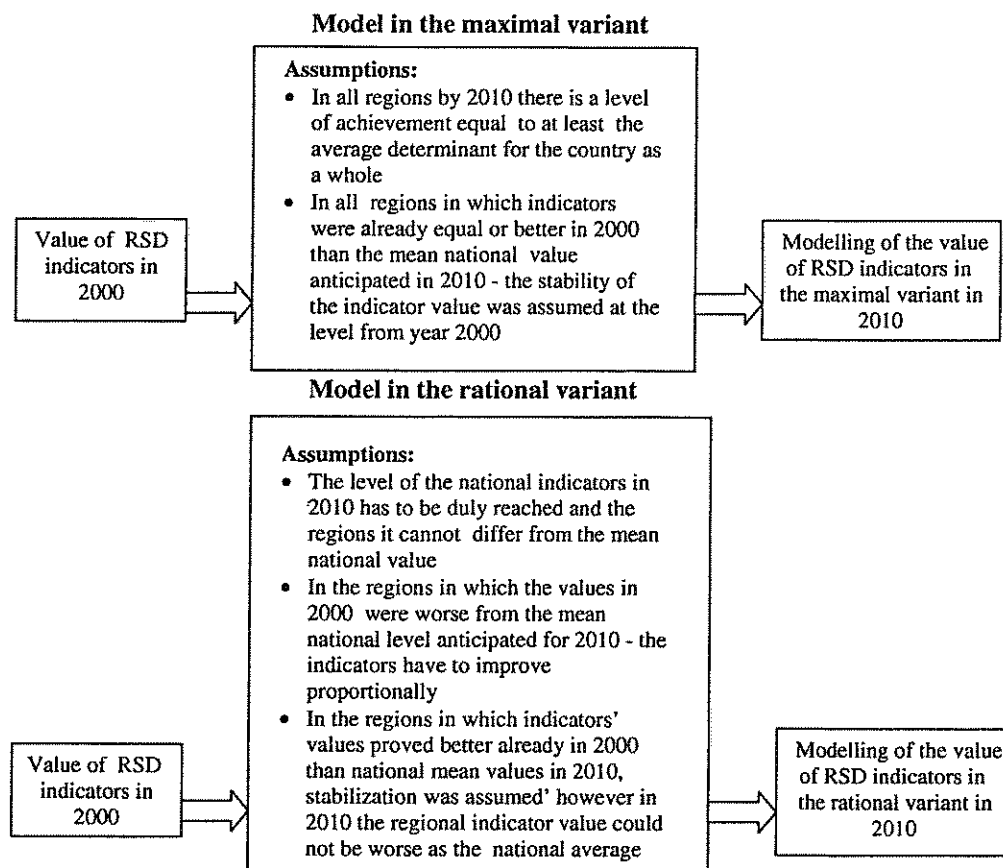 Model in the maximal variant
Assumptions:
• In all regions by 2010 there is a level
of achievement equal to at least the
average determinant for the country as
a whole
• In all regions in which indicators
were already equal or better in 2000
than the mean national value
anticipated in 2010 - the stability of
the indicator value was assumed at the
level from year 2000
Value of RSD
indicators in
2000
Modelling of the value
of RSD indicators in
the maximal variant in
2010
Model in the rational variant
Assumptions:
• The level of the national indicators in
2010 has to be duly reached and the
regions it cannot differ from the mean
national value
• In the regions in which the values in
2000 were worse from the mean
national level anticipated for 2010 - the
indicators have to improve
proportionally
• In the regions in which indicators'
values proved better already in 2000
than national mean values in 2010,
stabilization was assumed' however in
2010 the regional indicator value could
not be worse as the national average
Value of RSD
indicators in
2000
Modelling of the value
of RSD indicators in
the rational variant in
2010